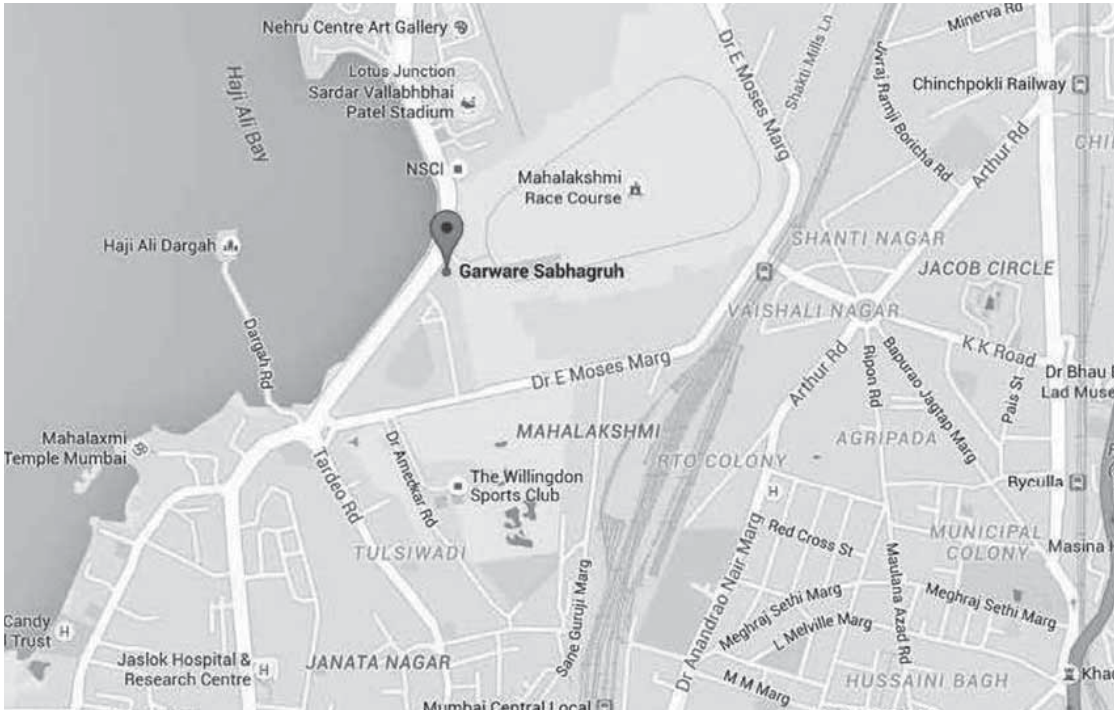 Nehru Centre Art Gallery
Lotus Junction
Sardar Vallabhbhai
Patel Stadium
Haji Ali Bay
NSCI
Mahalakshmi
Race Course
Dr E Moses Marg
Shakti Mills Ln
Minerva Rd
Chinchpokli Railway
Arthur Rd
Ramji Boricha Rd
Haji Ali Dargah
Garware Sabhagruh
SHANTI NAGAR
JACOB CIRCLE
VAISHALI NAGAR
K K Road
Dargah Rd
Dr E Moses Marg
Arthur Rd
Ripon Rd
Bapurao Jagtap Marg
Pais St
Dr Bhau
Lad
Mahalaxmi
Temple Mumbai
Tardeo Rd
Dr Amedkar Rd
MAHALAKSHMI
AGRIPADA
RTO COLONY
The Willingdon
Sports Club
Byculla
H
TULSIWADI
Red Cross St
MUNICIPAL
COLONY
Masina
Sane Guruji Marg
Dr Anandrao Nair Marg
Maulana Azad Rd
Meghraj Sethi Marg
Meghraj Sethi Marg
L Melville Marg
Candy
Trust
H
Jaslok Hospital &
Research Centre
H
JANATA NAGAR
M M Marg
HUSSAINI BAGH
Mumbai Central Local